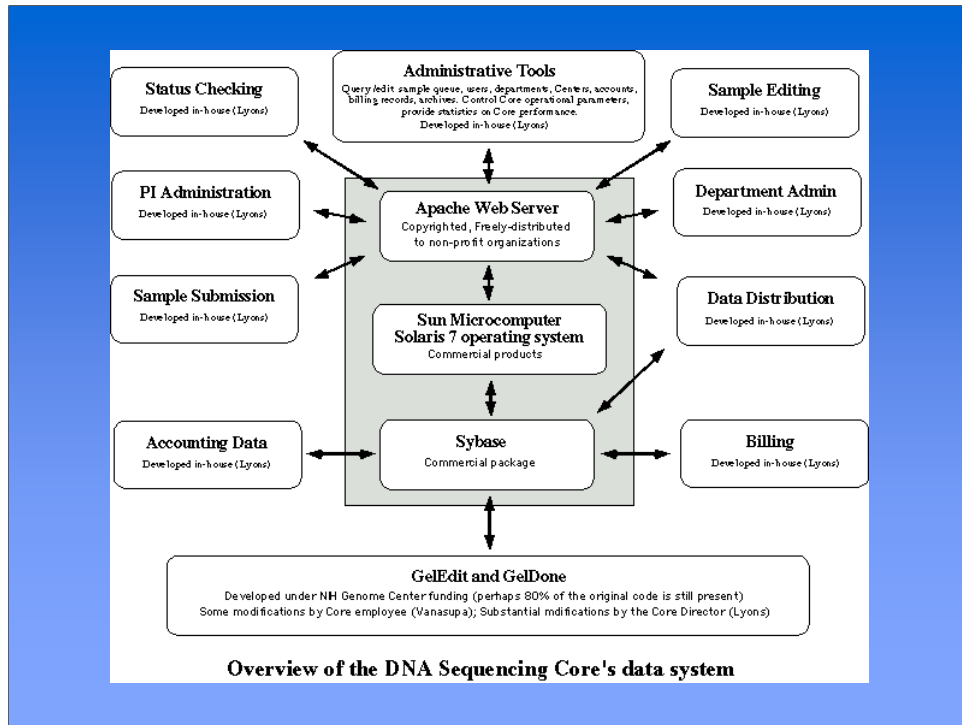 Administrative Tools
Query/edit sample queue, users, departments, Centers, accounts,
billing records, archives. Control Core operational parameters,
provide statistics on Core performance.
Developed in-house (Lyons)
Status Checking
Developed in-house (Lyons)
Sample Editing
Developed in-house (Lyons)
PI Administration
Developed in-house (Lyons)
Apache Web Server
Copyrighted, Freely-distributed
to non-profit organizations
Department Admin
Developed in-house (Lyons)
Sample Submission
Developed in-house (Lyons)
Sun Microcomputer
Solaris 7 operating system
Commercial products
Data Distribution
Developed in-house (Lyons)
Accounting Data
Developed in-house (Lyons)
Sybase
Commercial package
Billing
Developed in-house (Lyons)
GelEdit and GelDone
Developed under NIH Genome Center funding (perhaps 80% of the original code is still present)
Some modifications by Core employee (Vanasupa); Substantial mdifications by the Core Director (Lyons)
Overview of the DNA Sequencing Core's data system